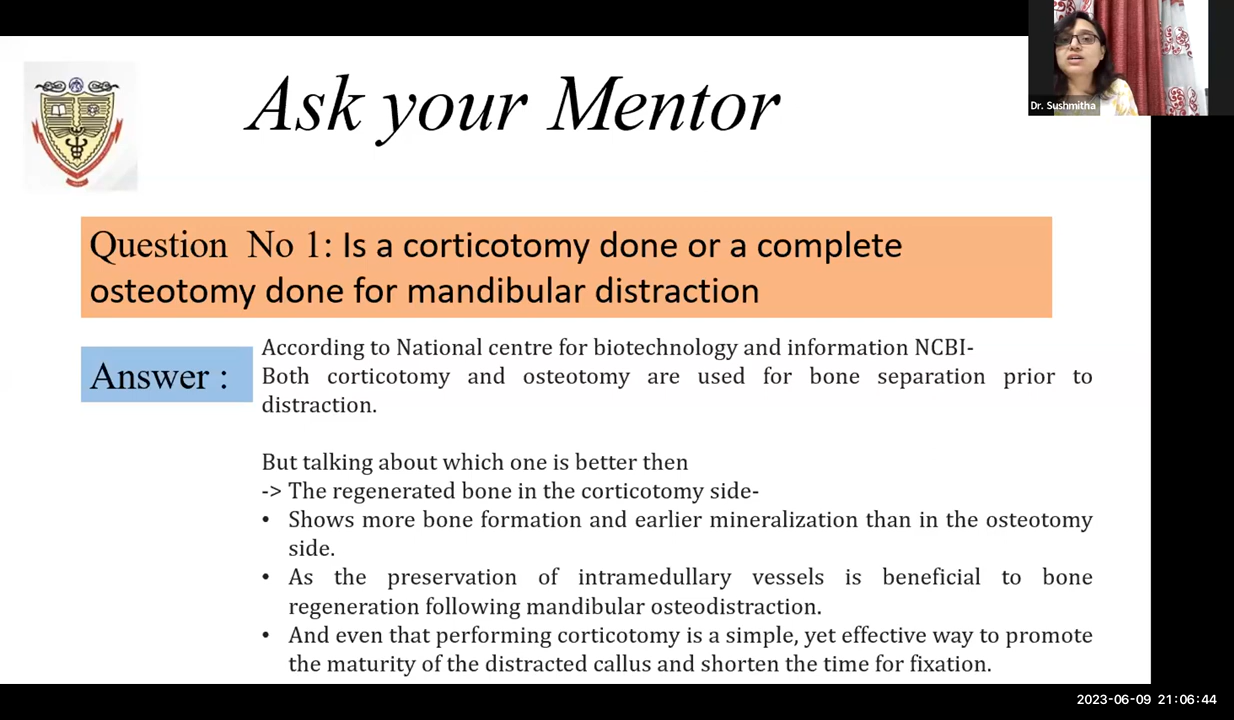 Ask your Mentor
Dr. Sushmitha
Question No 1: Is a corticotomy done or a complete
osteotomy done for mandibular distraction
Answer :
According to National centre for biotechnology and information NCBI-
Both corticotomy and osteotomy are used for bone separation prior to
distraction.
But talking about which one is better then
-> The regenerated bone in the corticotomy side-
• Shows more bone formation and earlier mineralization than in the osteotomy
side.
• As the preservation of intramedullary vessels is beneficial to bone
regeneration following mandibular osteodistraction.
• And even that performing corticotomy is a simple, yet effective way to promote
the maturity of the distracted callus and shorten the time for fixation.
2023-06-09 21:06:44